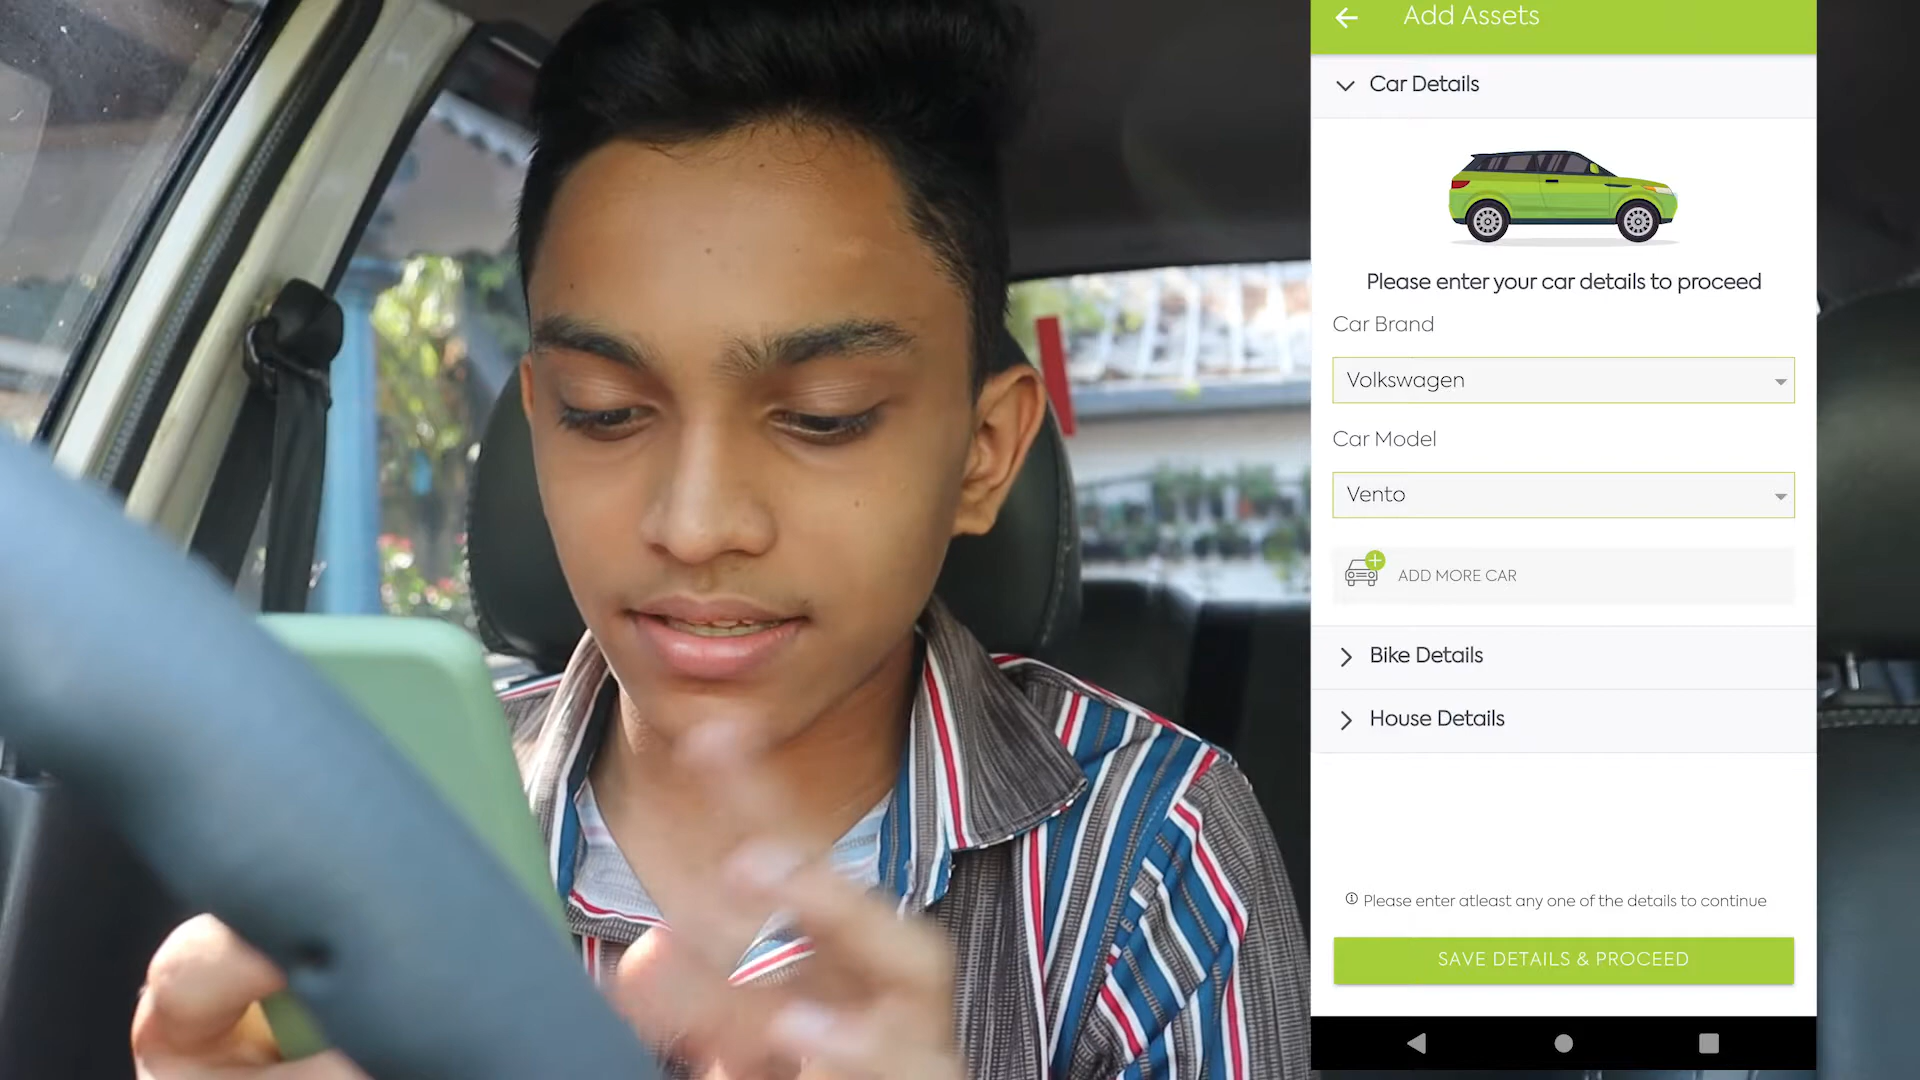 Add Assets
Car Details
Please enter your car details to proceed
Car Brand
Volkswagen
Car Model
Vento
ADD MORE CAR
Bike Details
House Details
Please enter atleast any one of the details to continue
SAVE DETAILS & PROCEED